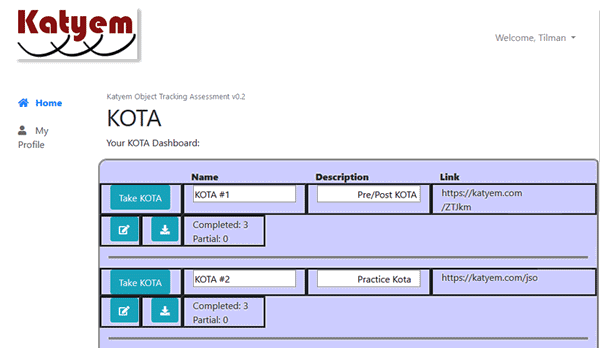 Katyem
Welcome, Tilman
Home
My
Profile
Katyem Object Tracking Assessment v0.2
KOTA
Your KOTA Dashboard:
Name Description Link
Take KOTA KOTA #1 Pre/Post KOTA https://katyem.com
/ZTJkm
Completed: 3
Partial: 0
Take KOTA KOTA #2 Practice Kota https://katyem.com/jso
Completed: 3
Partial: 0